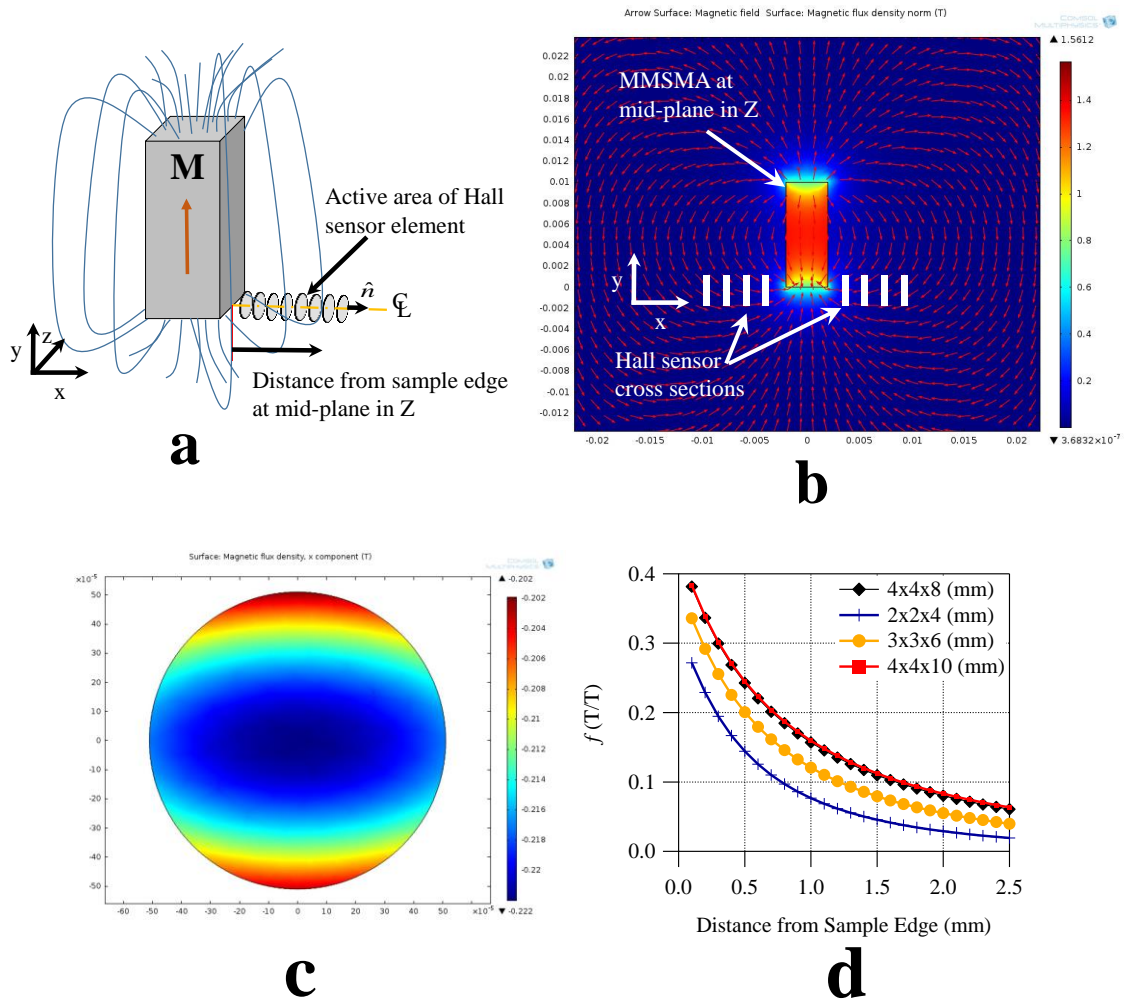 M
Active area of Hall
sensor element
n̂
℄
y
z
x
Distance from sample edge
at mid-plane in Z
a
Arrow Surface: Magnetic field Surface: Magnetic flux density norm (T)
COMSOL
MULTIPHYSICS
▲ 1.5612
0.022
0.02
0.018
0.016
0.014
0.012
0.01
0.008
0.006
0.004
0.002
0
-0.002
-0.004
-0.006
-0.008
-0.01
-0.012
-0.02
-0.015
-0.01
-0.005
0
0.005
0.01
0.015
0.02
MMSMA at
mid-plane in Z
y
x
Hall sensor
cross sections
1.4
1.2
1
0.8
0.6
0.4
0.2
▼ 3.6832×10⁻⁷
b
Surface: Magnetic flux density, x component (T)
COMSOL
MULTIPHYSICS
×10⁻⁵
50
40
30
20
10
0
-10
-20
-30
-40
-50
-60
-40
-20
0
20
40
60
×10⁻⁵
▲ -0.202
-0.202
-0.204
-0.206
-0.208
-0.21
-0.212
-0.214
-0.216
-0.218
-0.22
▼ -0.222
c
0.4
0.3
0.2
0.1
0.0
f (T/T)
4x4x8 (mm)
2x2x4 (mm)
3x3x6 (mm)
4x4x10 (mm)
0.0
0.5
1.0
1.5
2.0
2.5
Distance from Sample Edge (mm)
d